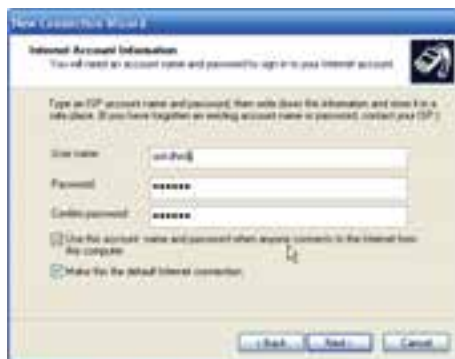 New Connection Wizard
Internet Account Information
You will need an account name and password to sign in to your Internet account.
Type an ISP account name and password, then write down this information and store it in a
safe place. (If you have forgotten an existing account name or password, contact your ISP.)
User name:
Password: ••••••
Confirm password: ••••••
Use this account name and password when anyone connects to the Internet from
this computer
Make this the default Internet connection
< Back Next > Cancel